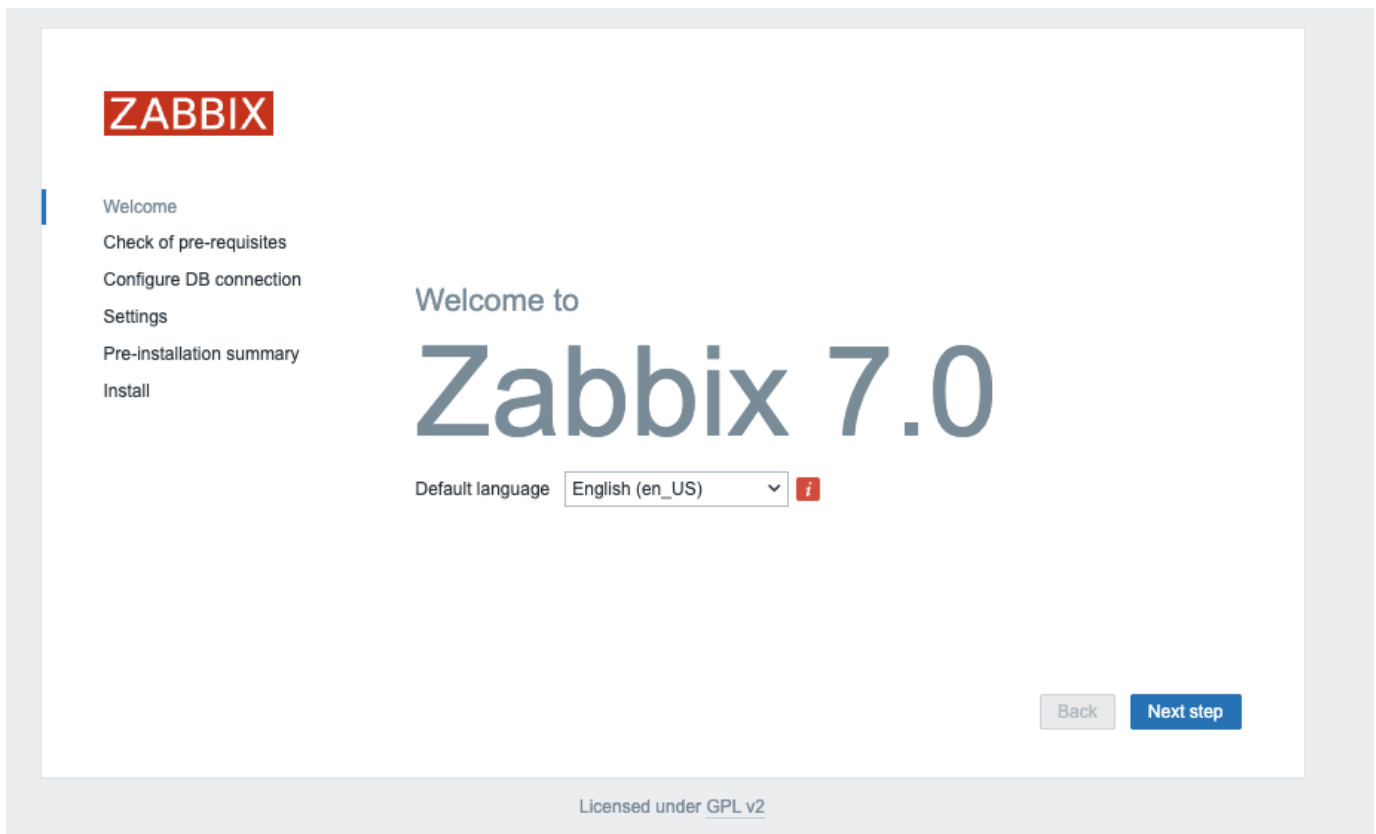 ZABBIX
Welcome
Check of pre-requisites
Configure DB connection
Settings
Pre-installation summary
Install
Welcome to
Zabbix 7.0
Default language English (en_US) i
Back Next step
Licensed under GPL v2